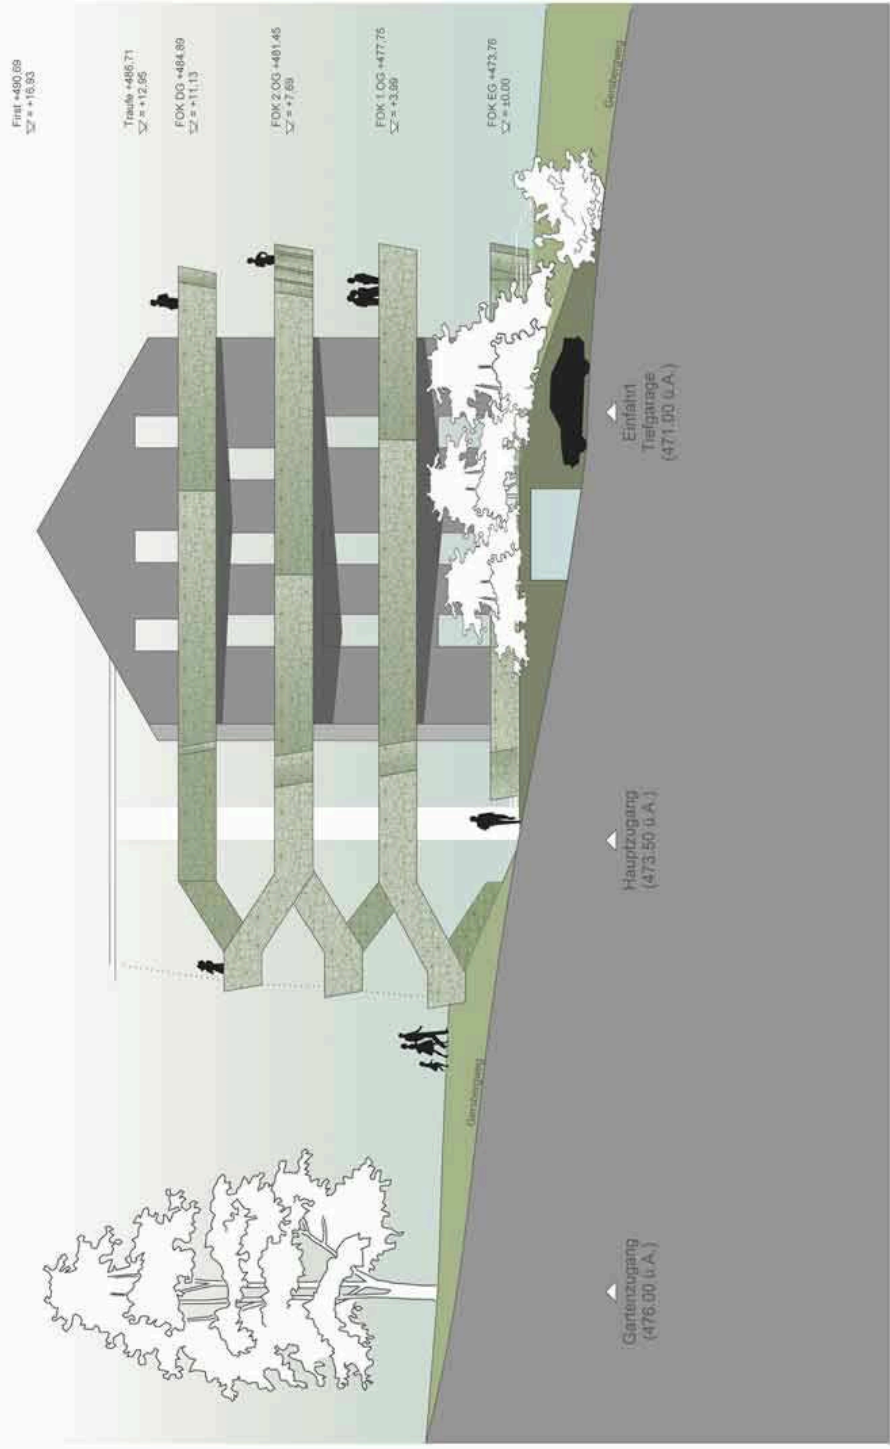 First +490,69
▽ = +16,93
Traufe +486,71
▽ = +12,95
FOK DG +484,89
▽ = +11,13
FOK 2.OG +481,45
▽ = +7,69
FOK 1.OG +477,75
▽ = +3,99
FOK EG +473,76
▽ = ±0,00
Gersbergweg
Gersbergweg
Gartenzugang
(476.00 ü.A.)
Hauptzugang
(473.50 ü.A.)
Einfahrt
Tiefgarage
(471.00 ü.A.)